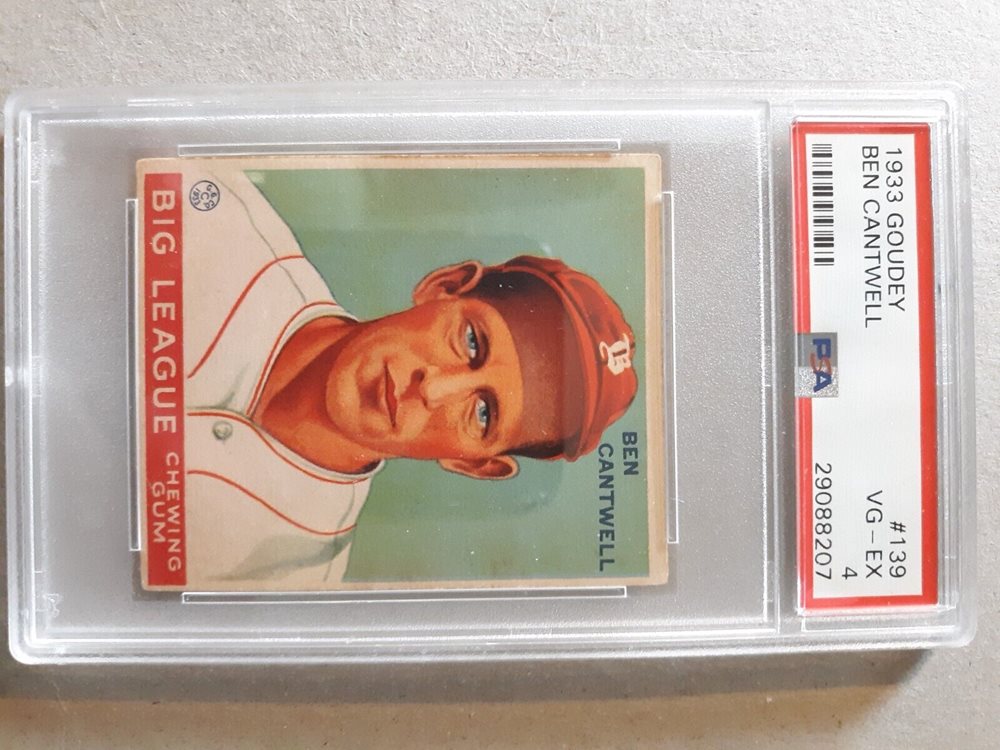 1933 GOUDEY
#139
BEN CANTWELL
VG - EX
4
PSA
29088207
BEN
CANTWELL
B
BIG LEAGUE CHEWING
GUM